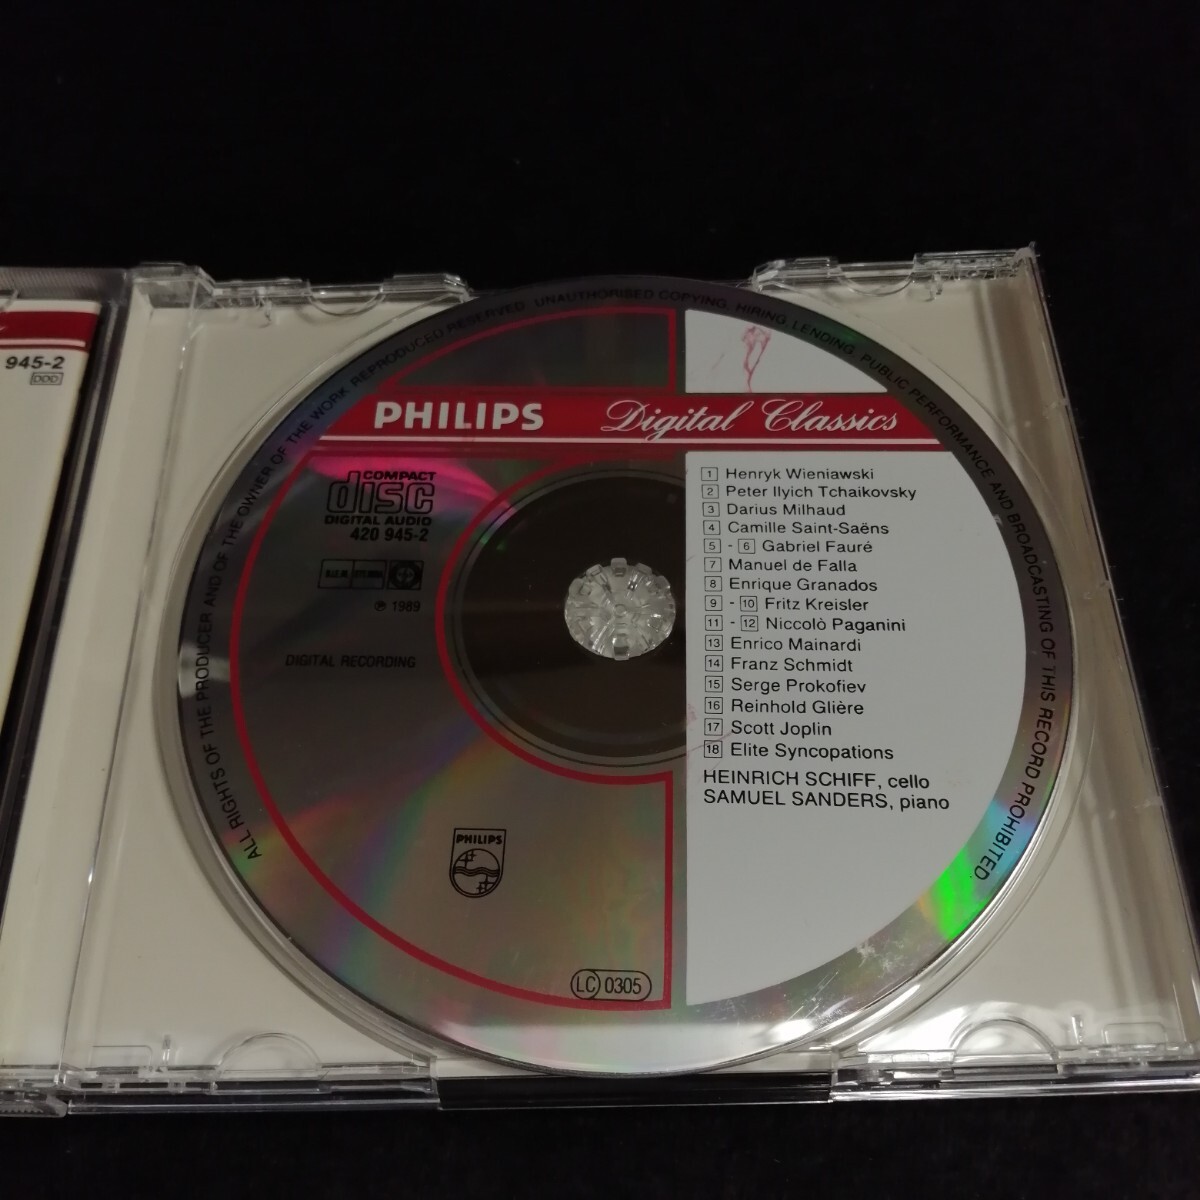 945-2
DDD
ALL RIGHTS OF THE PRODUCER AND OF THE OWNER OF THE WORK REPRODUCED RESERVED. UNAUTHORISED COPYING, HIRING, LENDING, PUBLIC PERFORMANCE AND BROADCASTING OF THIS RECORD PROHIBITED.
PHILIPS Digital Classics
COMPACT
disc
DIGITAL AUDIO
420 945-2
STEREO
℗ 1989
DIGITAL RECORDING
1 Henryk Wieniawski
2 Peter Ilyich Tchaikovsky
3 Darius Milhaud
4 Camille Saint-Saëns
5 - 6 Gabriel Fauré
7 Manuel de Falla
8 Enrique Granados
9 - 10 Fritz Kreisler
11 - 12 Niccolò Paganini
13 Enrico Mainardi
14 Franz Schmidt
15 Serge Prokofiev
16 Reinhold Glière
17 Scott Joplin
18 Elite Syncopations
HEINRICH SCHIFF, cello
SAMUEL SANDERS, piano
PHILIPS
LC 0305